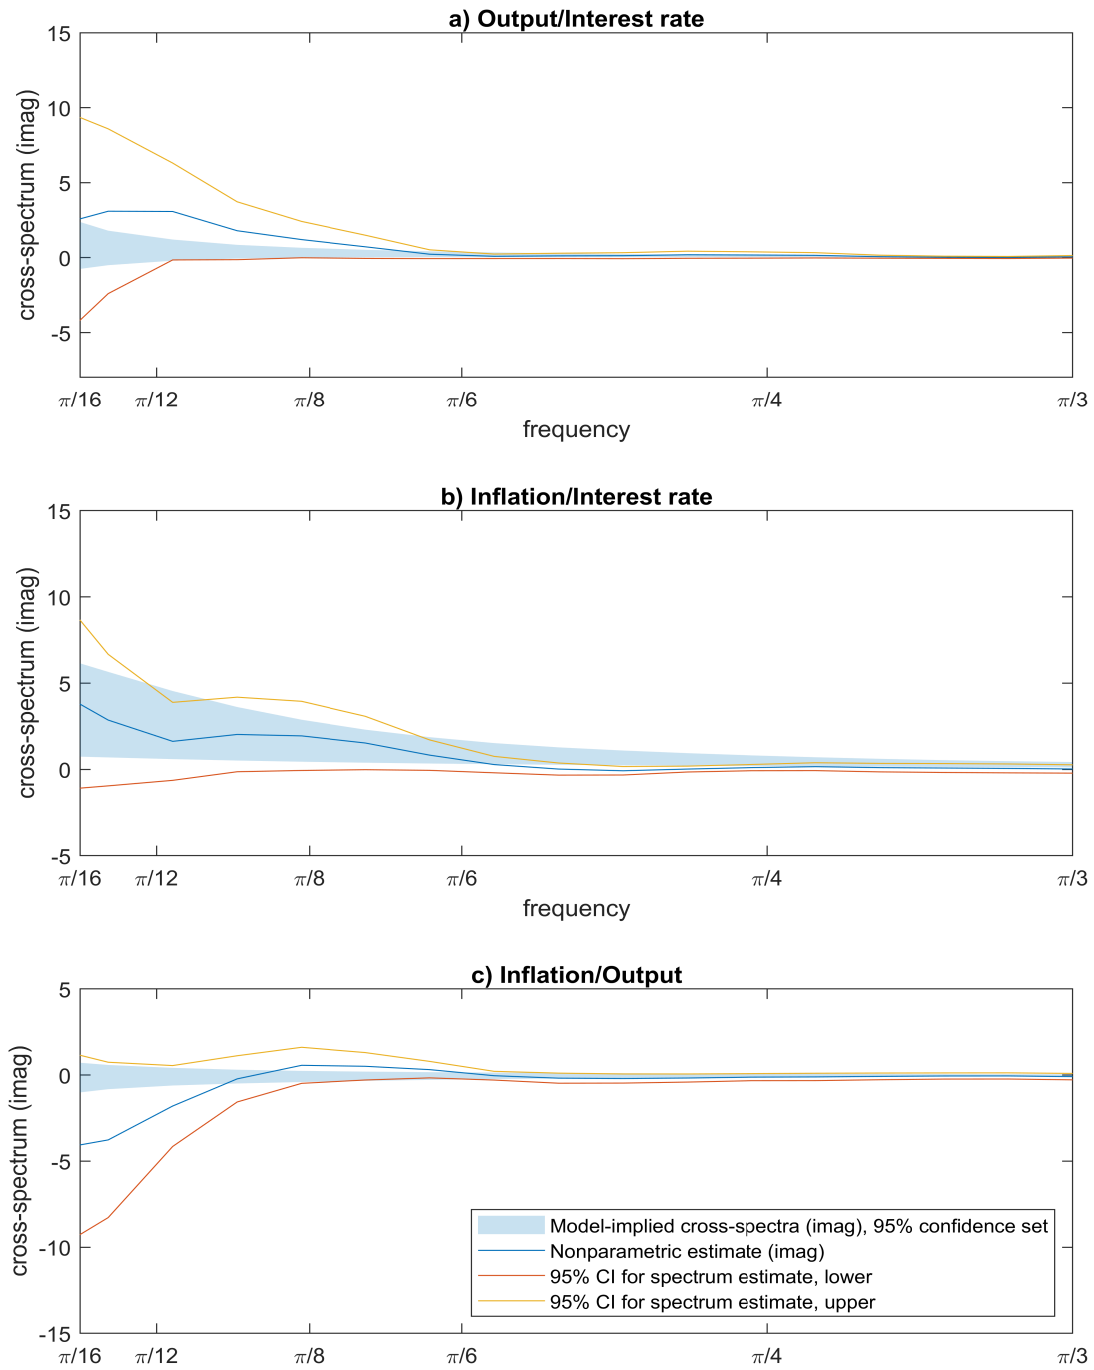 a) Output/Interest rate
15
10
5
0
-5
cross-spectrum (imag)
π/16 π/12 π/8 π/6 π/4 π/3
frequency
b) Inflation/Interest rate
15
10
5
0
-5
cross-spectrum (imag)
π/16 π/12 π/8 π/6 π/4 π/3
frequency
c) Inflation/Output
5
0
-5
-10
-15
cross-spectrum (imag)
Model-implied cross-spectra (imag), 95% confidence set
Nonparametric estimate (imag)
95% CI for spectrum estimate, lower
95% CI for spectrum estimate, upper
π/16 π/12 π/8 π/6 π/4 π/3